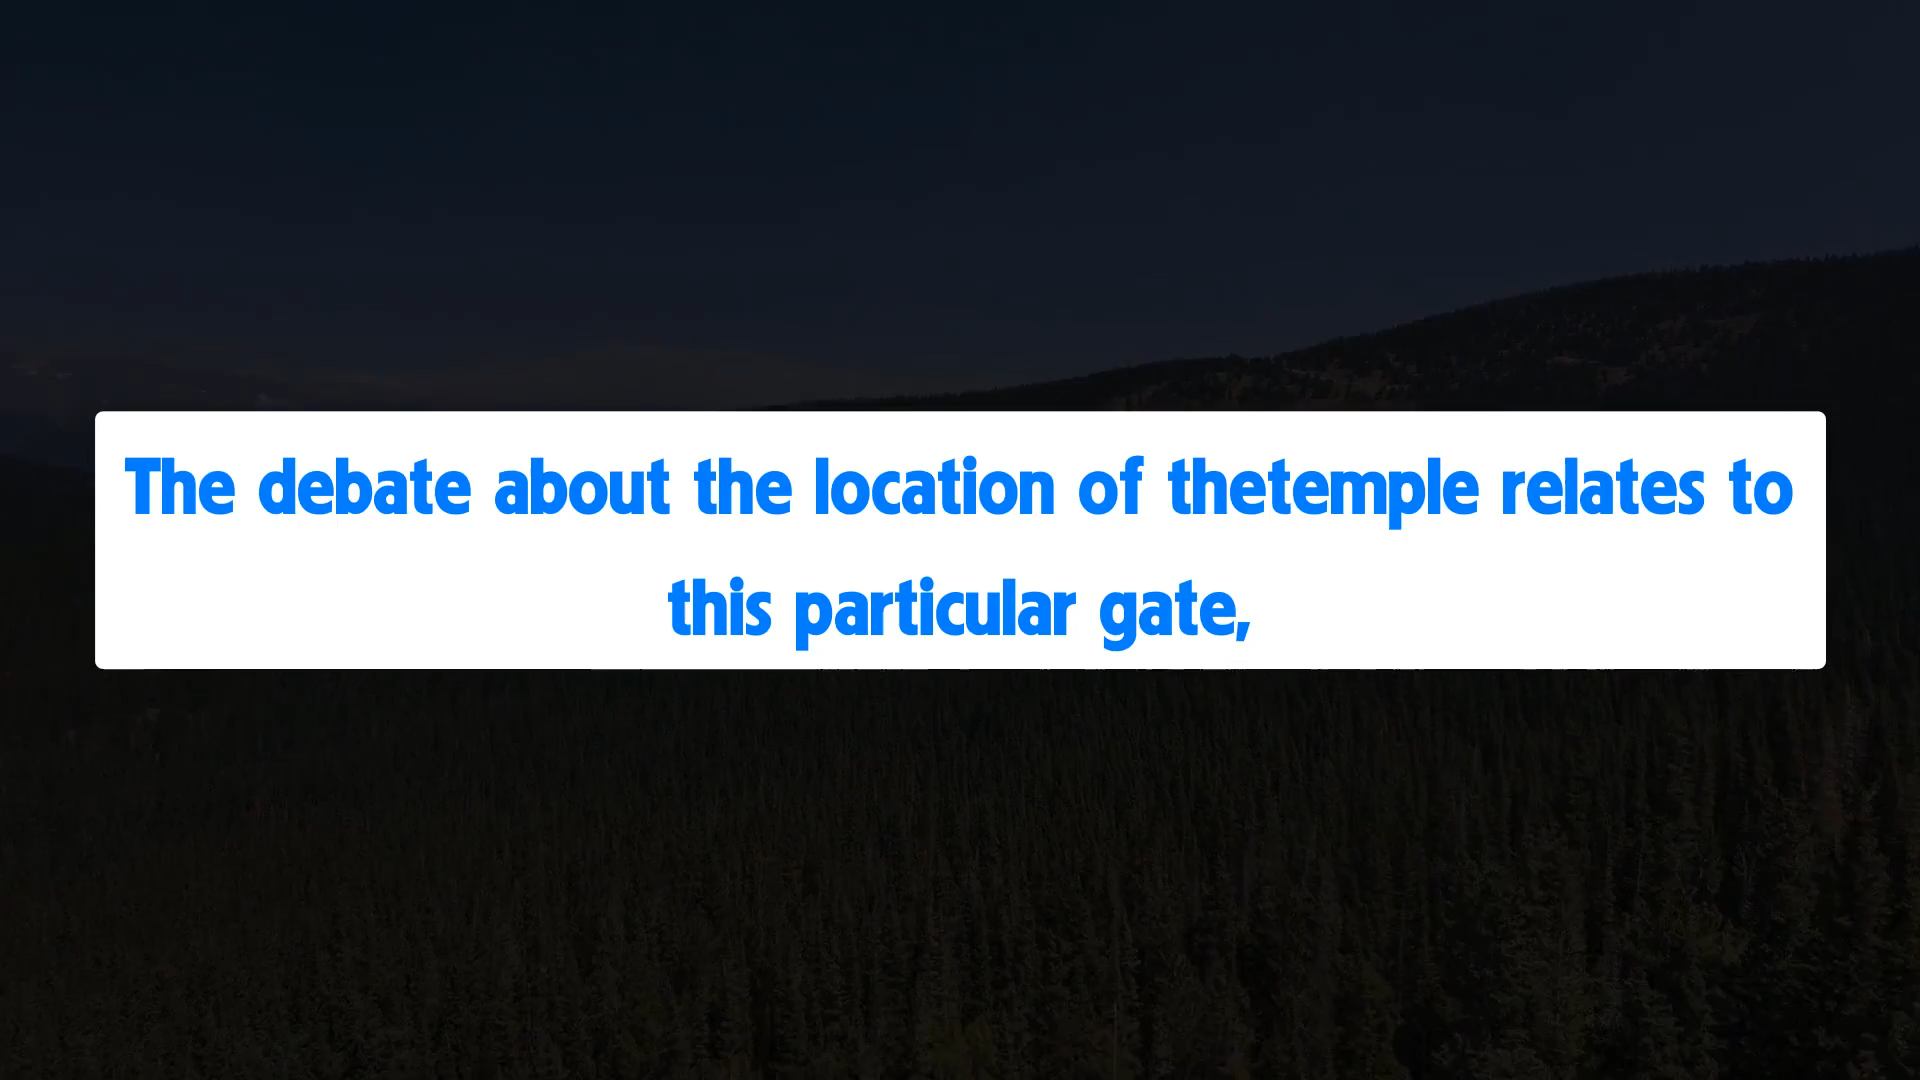 The debate about the location of thetemple relates to
this particular gate,